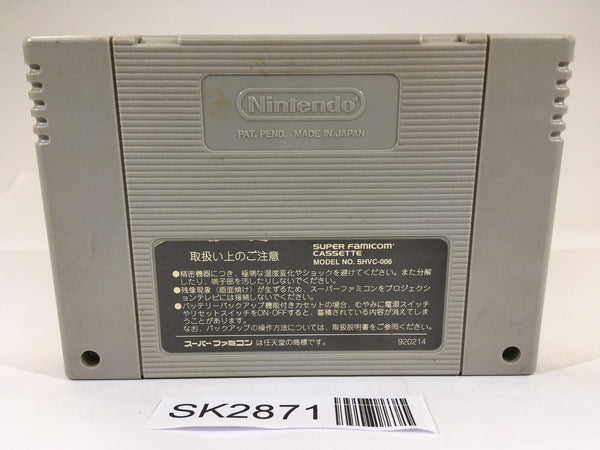 Nintendo
PAT. PEND. MADE IN JAPAN
取扱い上のご注意
SUPER FAMICOM
CASSETTE
MODEL NO. SHVC-006
●精密機器につき、極端な温度変化やショックを避けてください。また分解
したり、端子部を汚したりしないでください。
●残像現象（画面焼け）が生ずるため、スーパーファミコンをプロジェクシ
ョンテレビには接続しないでください。
●バッテリーバックアップ機能付きカセットの場合、むやみに電源スイッチ
やリセットスイッチをON・OFFすると、蓄積されている内容が消えてしま
うことがあります。
なお、バックアップの操作方法については、取扱説明書をご参照ください。
スーパーファミコン は任天堂の商標です。
920214
SK2871